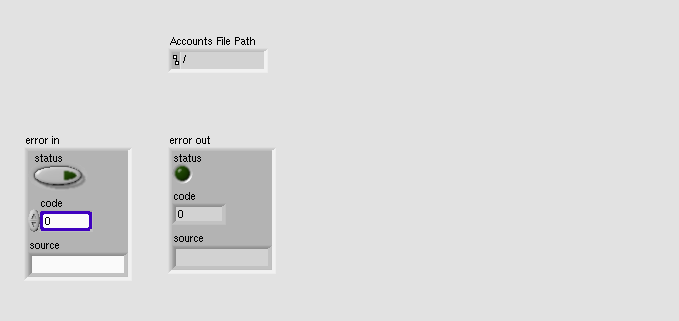 Accounts File Path
/
error in
status
code
0
source
error out
status
code
0
source